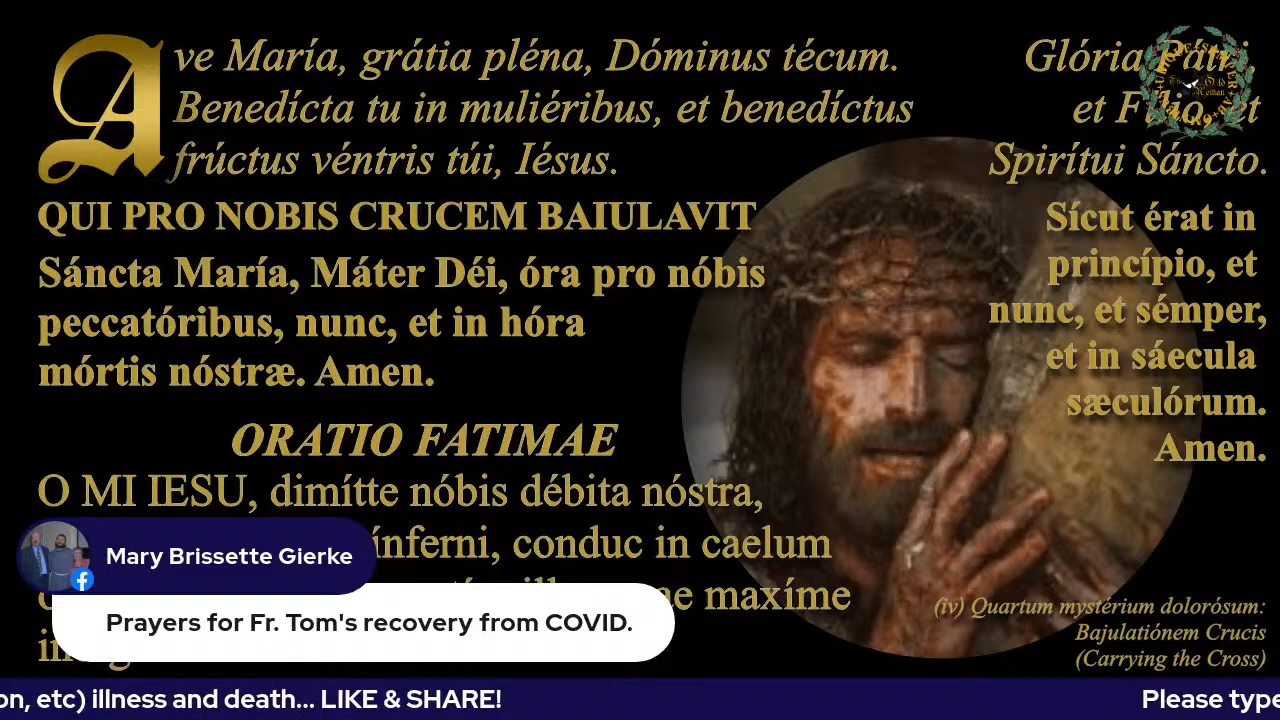 Ave María, grátia pléna, Dóminus técum.
Benedícta tu in muliéribus, et benedíctus
frúctus véntris túi, Iésus.
QUI PRO NOBIS CRUCEM BAIULAVIT
Sáncta María, Máter Déi, óra pro nóbis
peccatóribus, nunc, et in hóra
mórtis nóstræ. Amen.
ORATIO FATIMAE
O MI IESU, dimítte nóbis débita nóstra,
ínferni, conduc in caelum
maxíme
Glória
et
Spirítui Sáncto.
Sícut érat in
princípio, et
nunc, et sémper,
et in sáecula
sæculórum.
Amen.
(iv) Quartum mystérium dolorósum:
Bajulatiónem Crucis
(Carrying the Cross)
Mary Brissette Gierke
Prayers for Fr. Tom's recovery from COVID.
on, etc) illness and death... LIKE & SHARE!
Please type